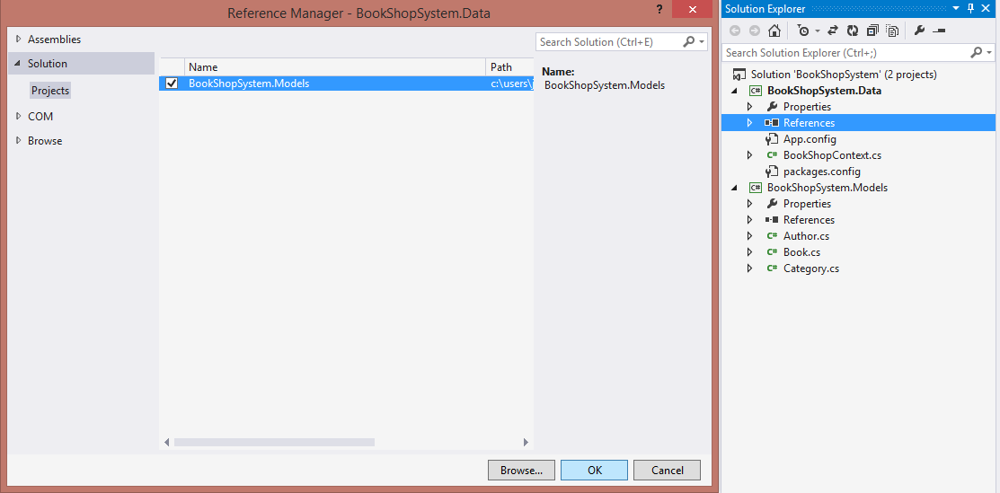 Reference Manager - BookShopSystem.Data
?
Assemblies
Solution
Projects
COM
Browse
Search Solution (Ctrl+E)
Name Path
BookShopSystem.Models c:\users\j
Name:
BookShopSystem.Models
Browse... OK Cancel
Solution Explorer
Search Solution Explorer (Ctrl+;)
Solution 'BookShopSystem' (2 projects)
C# BookShopSystem.Data
Properties
References
App.config
C# BookShopContext.cs
packages.config
C# BookShopSystem.Models
Properties
References
C# Author.cs
C# Book.cs
C# Category.cs